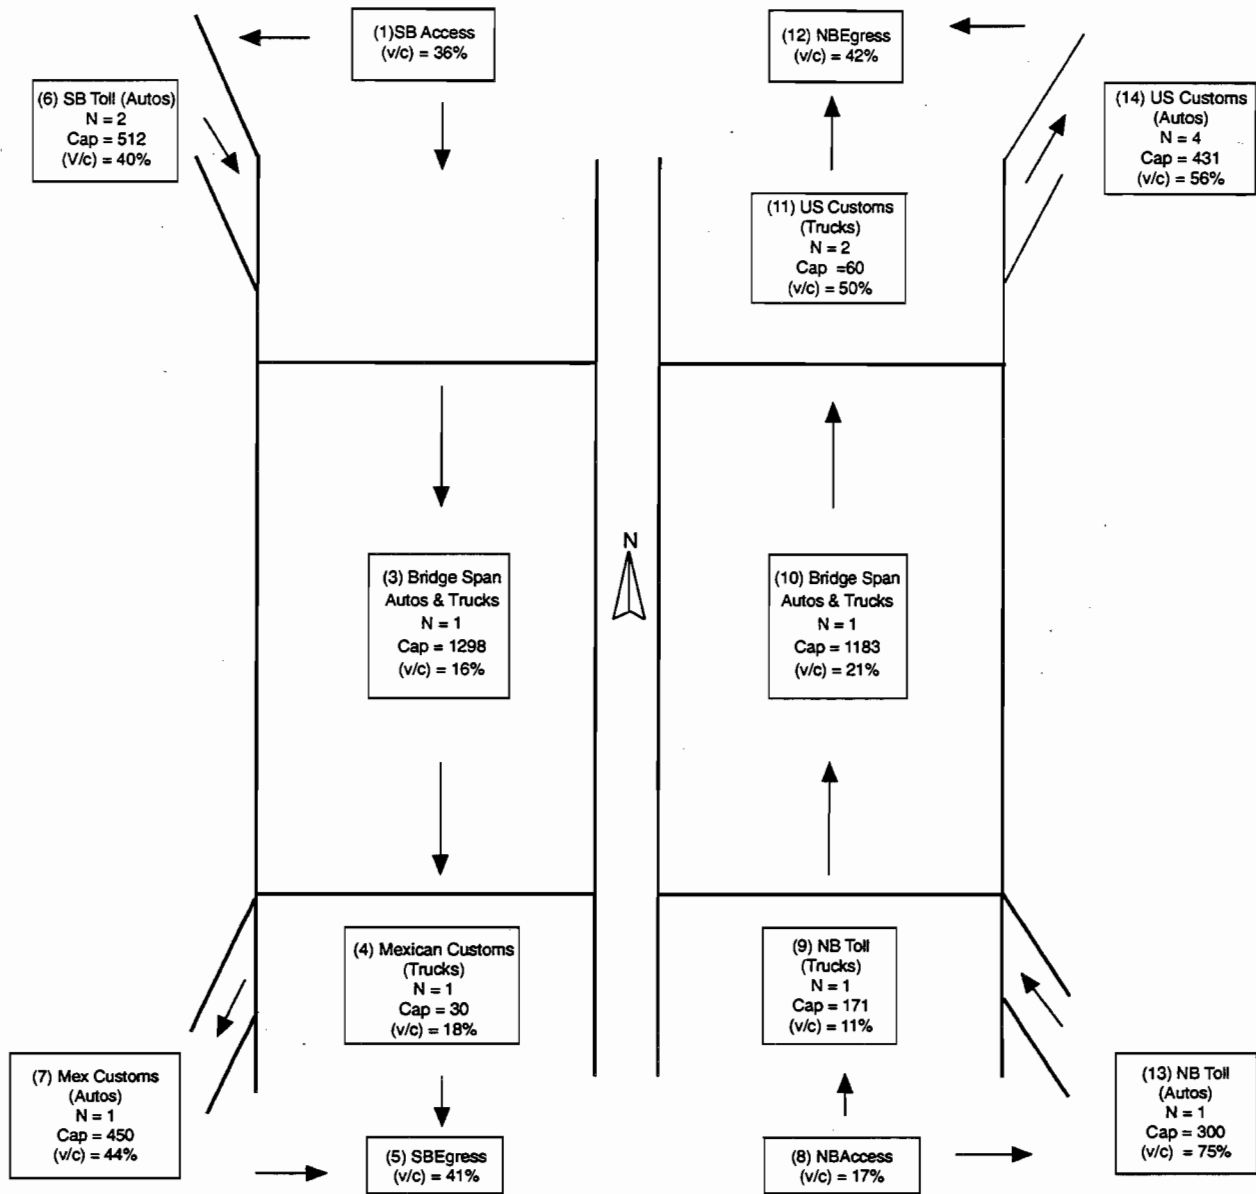 (1)SB Access
(v/c) = 36%
(12) NBEgress
(v/c) = 42%
(6) SB Toll (Autos)
N = 2
Cap = 512
(V/c) = 40%
(14) US Customs
(Autos)
N = 4
Cap = 431
(v/c) = 56%
(11) US Customs
(Trucks)
N = 2
Cap =60
(v/c) = 50%
N
(3) Bridge Span
Autos & Trucks
N = 1
Cap = 1298
(v/c) = 16%
(10) Bridge Span
Autos & Trucks
N = 1
Cap = 1183
(v/c) = 21%
(4) Mexican Customs
(Trucks)
N = 1
Cap = 30
(v/c) = 18%
(9) NB Toll
(Trucks)
N = 1
Cap = 171
(v/c) = 11%
(7) Mex Customs
(Autos)
N = 1
Cap = 450
(v/c) = 44%
(13) NB Toll
(Autos)
N = 1
Cap = 300
(v/c) = 75%
(5) SBEgress
(v/c) = 41%
(8) NBAccess
(v/c) = 17%